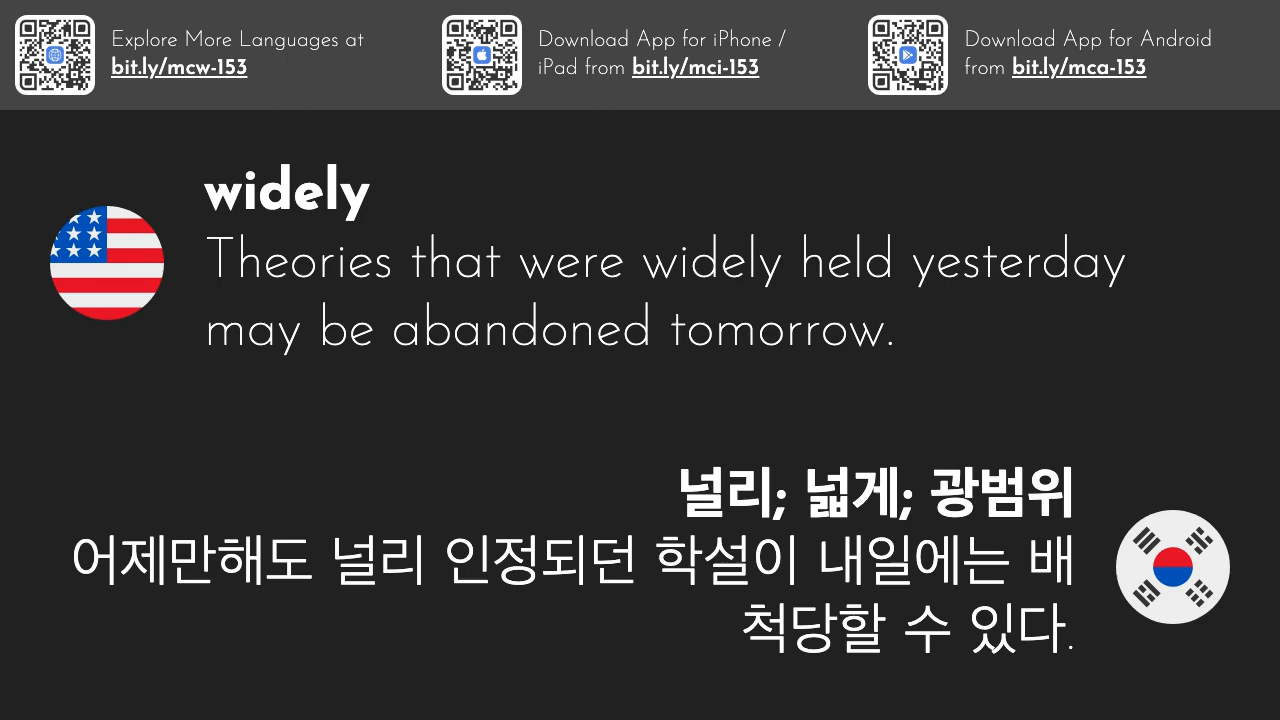 Explore More Languages at
bit.ly/mcw-153
Download App for iPhone /
iPad from bit.ly/mci-153
Download App for Android
from bit.ly/mca-153
widely
Theories that were widely held yesterday
may be abandoned tomorrow.
널리; 넓게; 광범위
어제만해도 널리 인정되던 학설이 내일에는 배
척당할 수 있다.